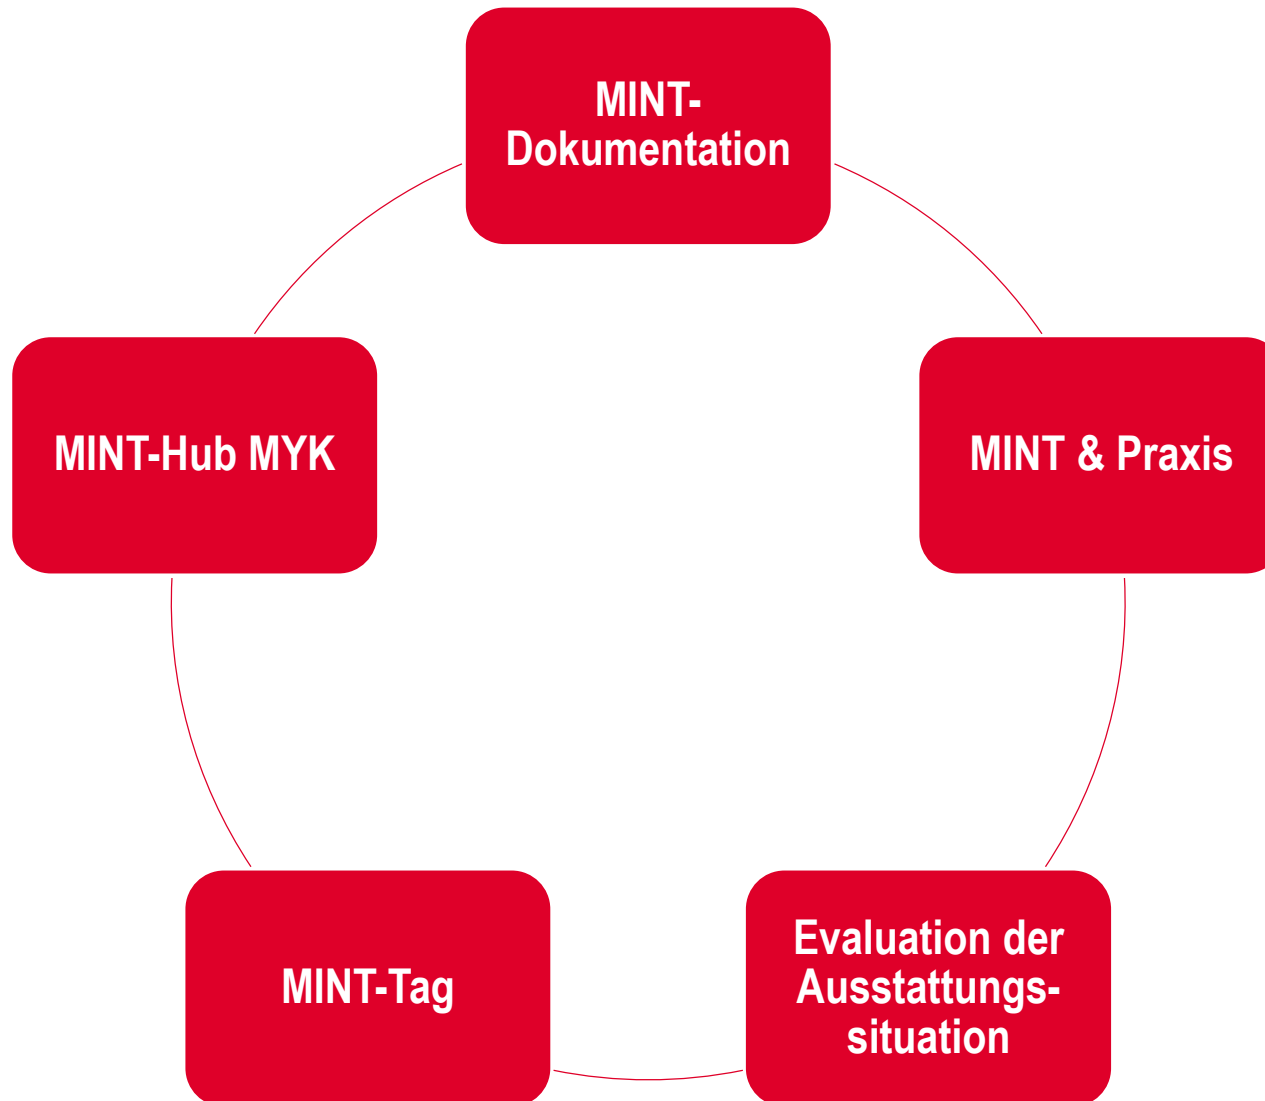 MINT-
Dokumentation
MINT-Hub MYK
MINT & Praxis
MINT-Tag
Evaluation der
Ausstattungs-
situation